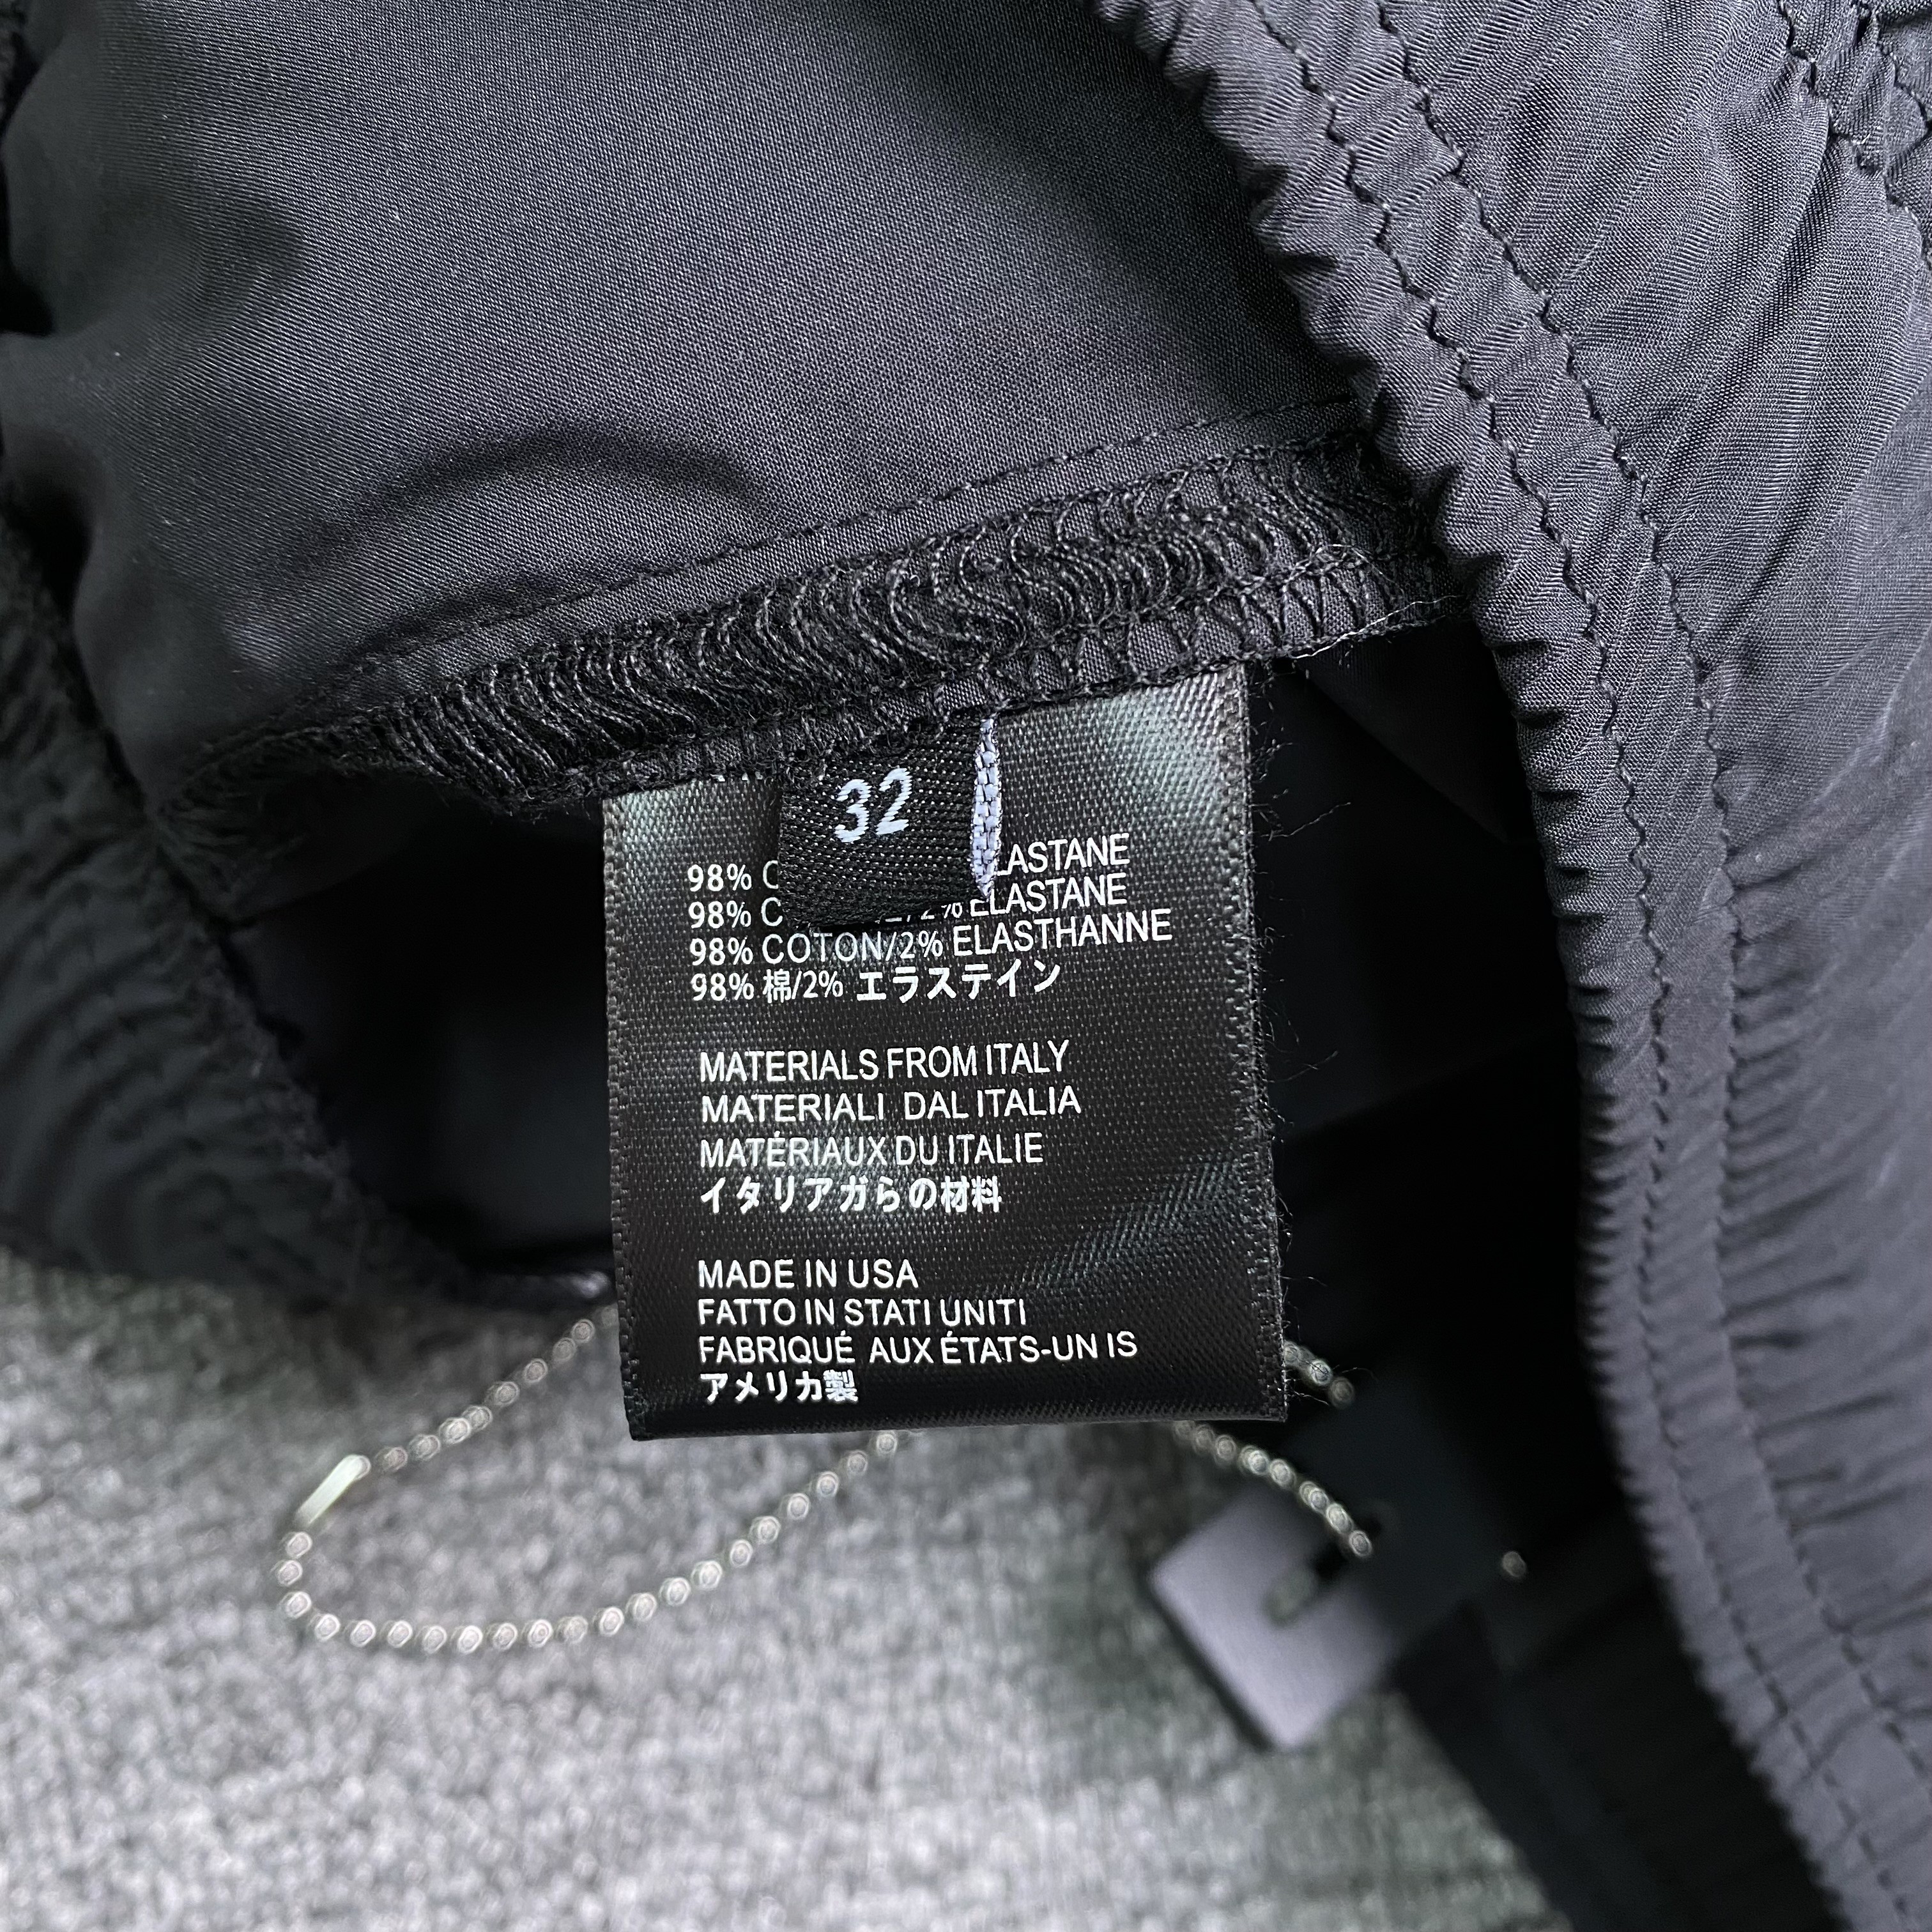 32
98% C LASTANE
98% C /2% ELASTANE
98% COTON/2% ELASTHANNE
98% 棉/2% エラステイン
MATERIALS FROM ITALY
MATERIALI DAL ITALIA
MATÉRIAUX DU ITALIE
イタリアガらの材料
MADE IN USA
FATTO IN STATI UNITI
FABRIQUÉ AUX ÉTATS-UN IS
アメリカ製